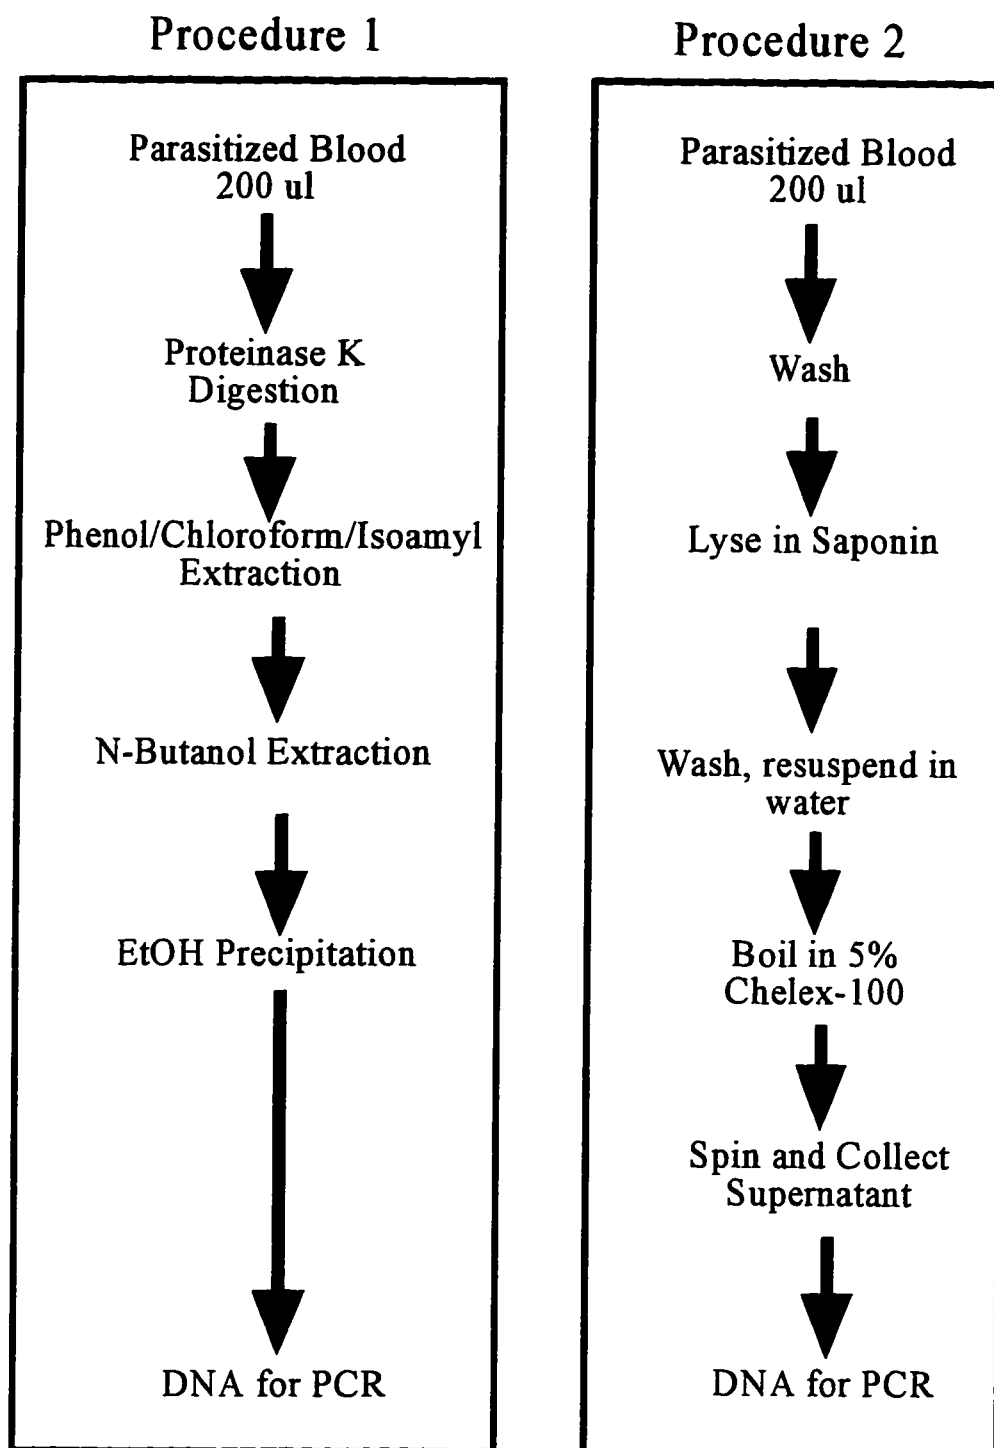 Procedure 1
Parasitized Blood
200 ul
Proteinase K
Digestion
Phenol/Chloroform/Isoamyl
Extraction
N-Butanol Extraction
EtOH Precipitation
DNA for PCR
Procedure 2
Parasitized Blood
200 ul
Wash
Lyse in Saponin
Wash, resuspend in
water
Boil in 5%
Chelex-100
Spin and Collect
Supernatant
DNA for PCR